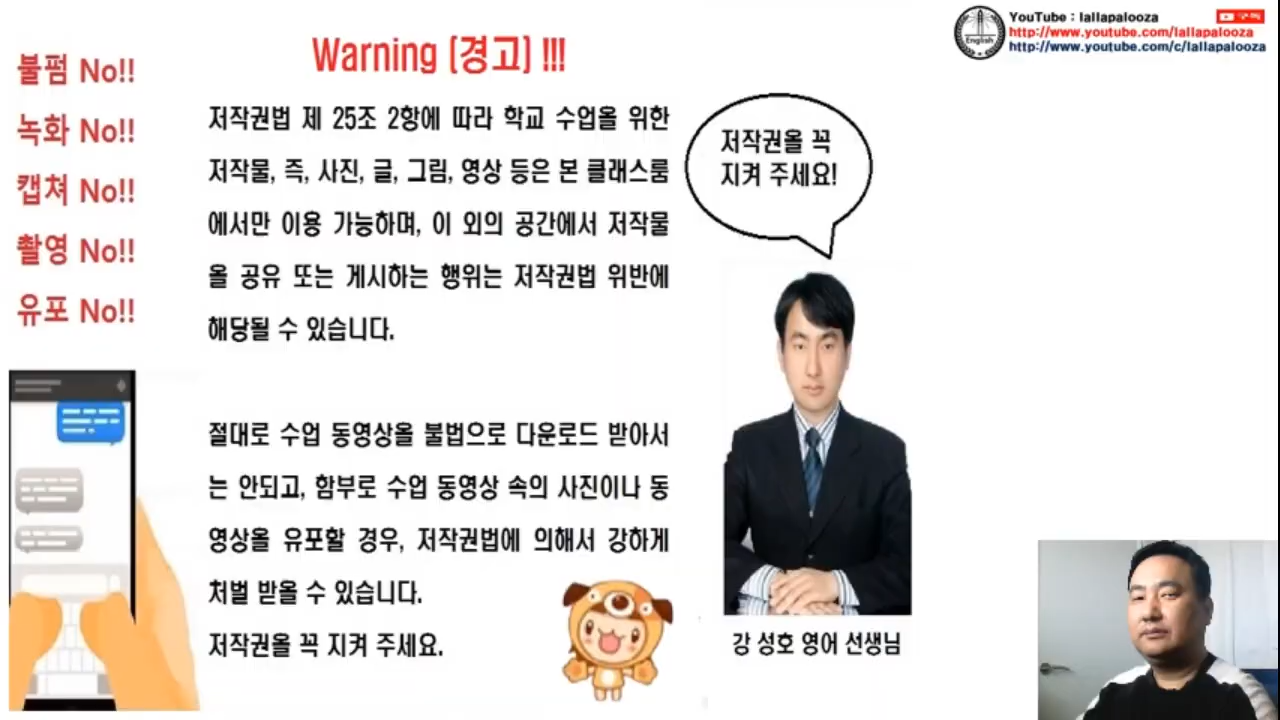 불펌 No!!
녹화 No!!
캡쳐 No!!
촬영 No!!
유포 No!!
Warning [경고] !!!
저작권법 제 25조 2항에 따라 학교 수업을 위한
저작물, 즉, 사진, 글, 그림, 영상 등은 본 클래스룸
에서만 이용 가능하며, 이 외의 공간에서 저작물
을 공유 또는 게시하는 행위는 저작권법 위반에
해당될 수 있습니다.
절대로 수업 동영상을 불법으로 다운로드 받아서
는 안되고, 함부로 수업 동영상 속의 사진이나 동
영상을 유포할 경우, 저작권법에 의해서 강하게
처벌 받을 수 있습니다.
저작권을 꼭 지켜 주세요.
저작권을 꼭
지켜 주세요!
강 성호 영어 선생님
English
YouTube : lallapalooza
구독
http://www.youtube.com/lallapalooza
http://www.youtube.com/c/lallapalooza